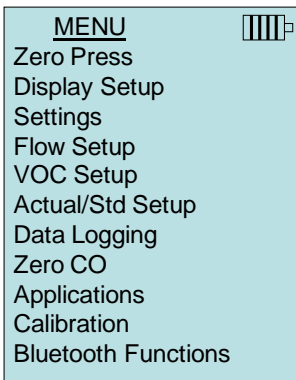 MENU
Zero Press
Display Setup
Settings
Flow Setup
VOC Setup
Actual/Std Setup
Data Logging
Zero CO
Applications
Calibration
Bluetooth Functions